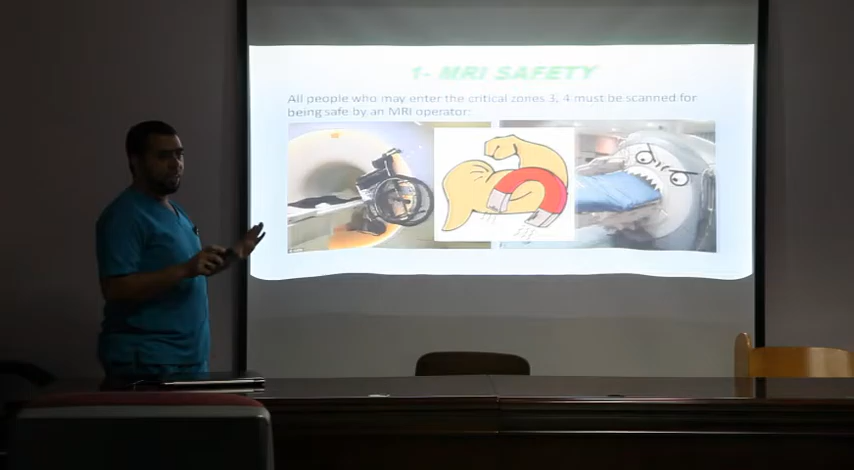 1- MRI SAFETY
All people who may enter the critical zones 3, 4 must be scanned for
being safe by an MRI operator: